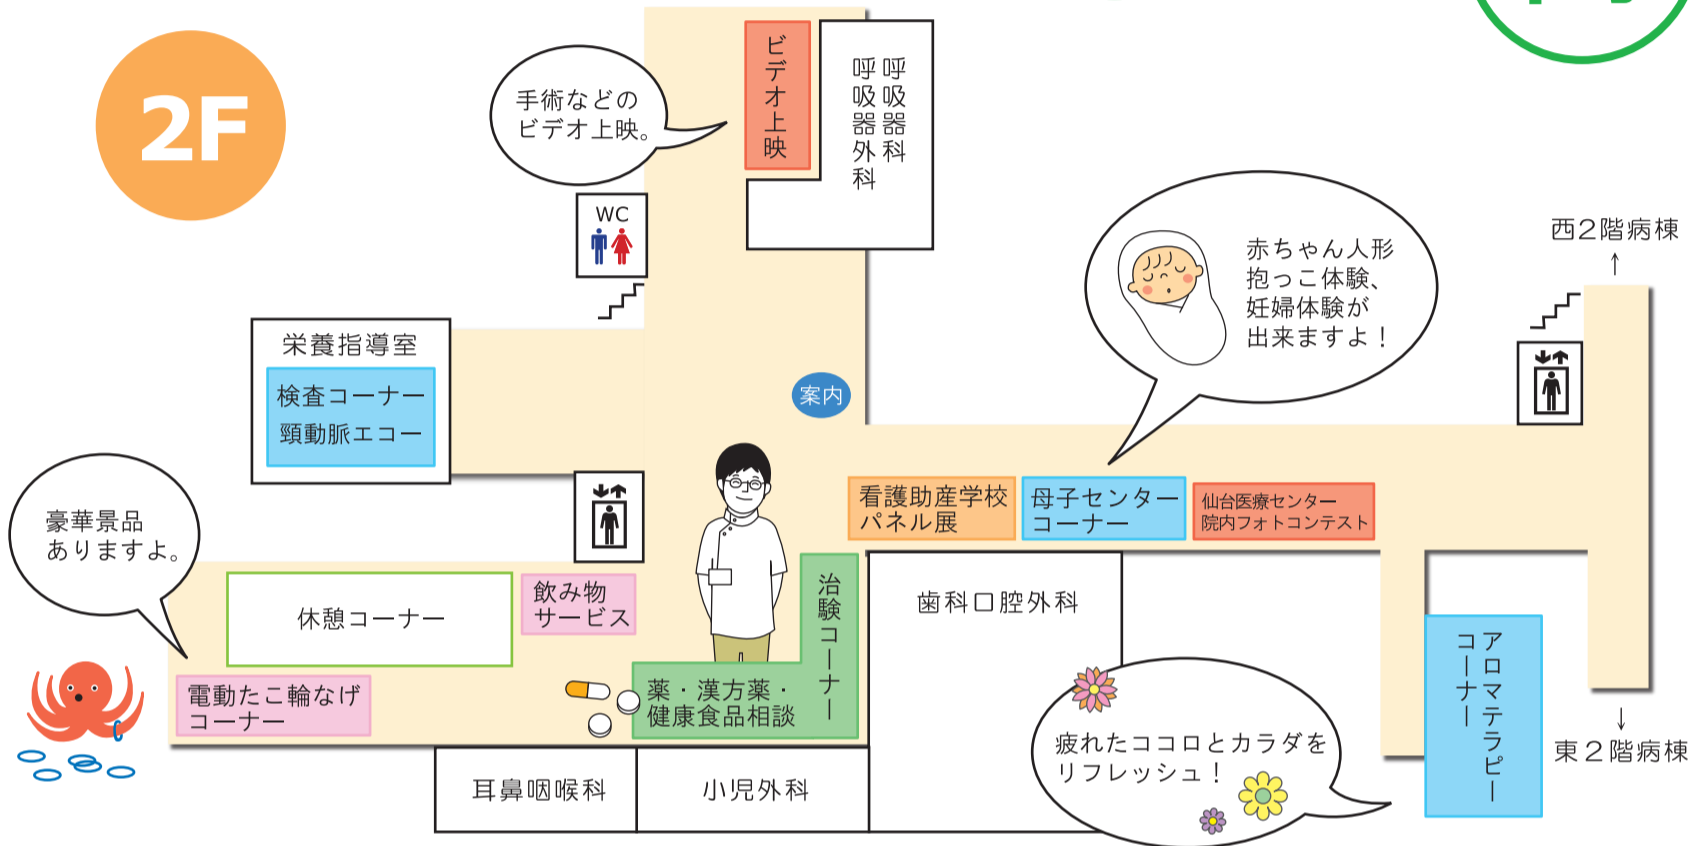 2F
手術などの
ビデオ上映。
ビデオ上映
呼吸器科
呼吸器外科
WC
栄養指導室
検査コーナー
頸動脈エコー
案内
赤ちゃん人形
抱っこ体験、
妊婦体験が
出来ますよ！
西2階病棟
↑
豪華景品
ありますよ。
休憩コーナー
飲み物
サービス
電動たこ輪なげ
コーナー
薬・漢方薬・
健康食品相談
治験コーナー
看護助産学校
パネル展
母子センター
コーナー
仙台医療センター
院内フォトコンテスト
歯科口腔外科
耳鼻咽喉科
小児外科
疲れたココロとカラダを
リフレッシュ！
アロマテラピー
コーナー
↓
東2階病棟